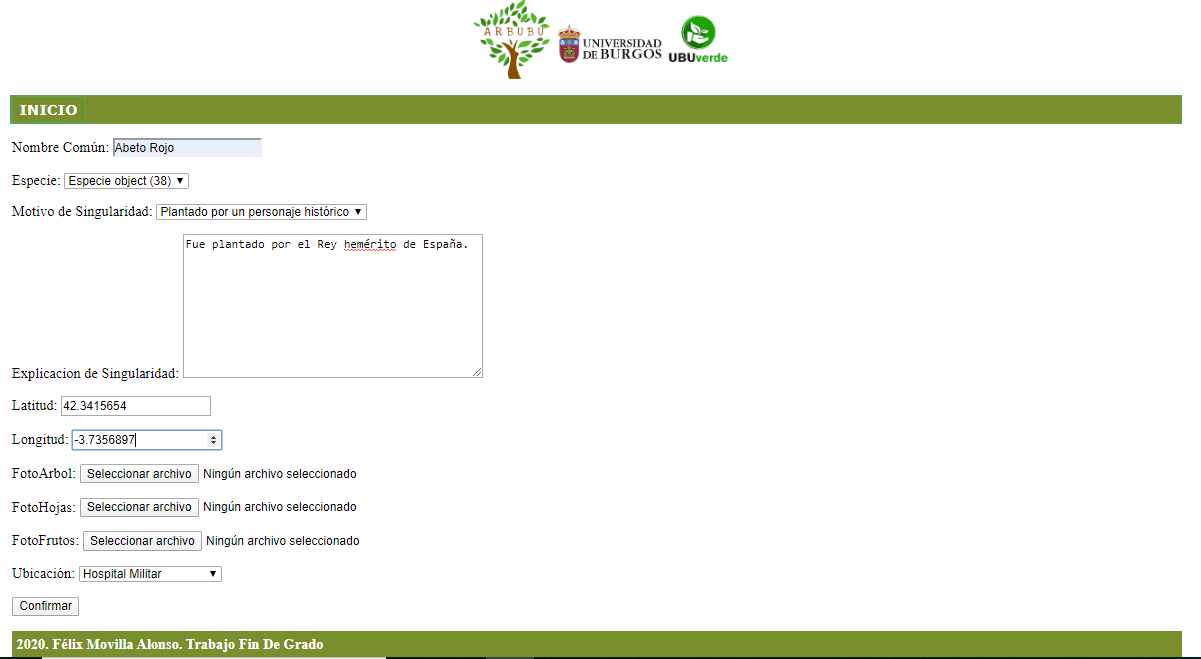 ARBUBU
UNIVERSIDAD
DE BURGOS
UBUverde
INICIO
Nombre Común: Abeto Rojo
Especie: Especie object (38)
Motivo de Singularidad: Plantado por un personaje histórico
Fue plantado por el Rey hemérito de España.
Explicacion de Singularidad:
Latitud: 42.3415654
Longitud: -3.7356897
FotoArbol: Seleccionar archivo Ningún archivo seleccionado
FotoHojas: Seleccionar archivo Ningún archivo seleccionado
FotoFrutos: Seleccionar archivo Ningún archivo seleccionado
Ubicación: Hospital Militar
Confirmar
2020. Félix Movilla Alonso. Trabajo Fin De Grado